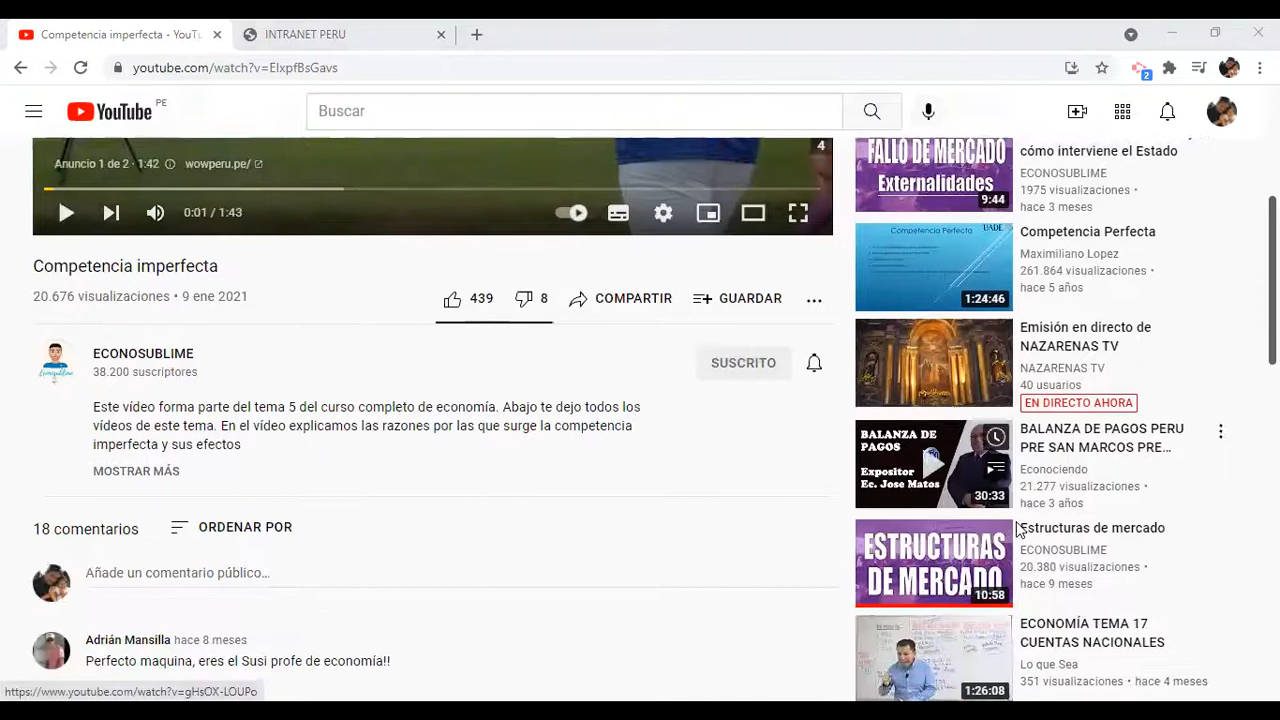 Competencia imperfecta - YouTu
INTRANET PERU
youtube.com/watch?v=EIxpfBsGavs
2
YouTube PE
Buscar
Anuncio 1 de 2 · 1:42
wowperu.pe/
4
0:01 / 1:43
Competencia imperfecta
20.676 visualizaciones • 9 ene 2021
439
8
COMPARTIR
GUARDAR
ECONOSUBLIME
38.200 suscriptores
SUSCRITO
Este vídeo forma parte del tema 5 del curso completo de economía. Abajo te dejo todos los
vídeos de este tema. En el vídeo explicamos las razones por las que surge la competencia
imperfecta y sus efectos
MOSTRAR MÁS
18 comentarios
ORDENAR POR
Añade un comentario público...
Adrián Mansilla hace 8 meses
Perfecto maquina, eres el Susi profe de economía!!
https://www.youtube.com/watch?v=gHsOX-LOUPo
FALLO DE MERCADO
Externalidades
9:44
cómo interviene el Estado
ECONOSUBLIME
1975 visualizaciones •
hace 3 meses
Competencia Perfecta
UADE
1:24:46
Competencia Perfecta
Maximiliano Lopez
261.864 visualizaciones •
hace 5 años
Emisión en directo de
NAZARENAS TV
NAZARENAS TV
40 usuarios
EN DIRECTO AHORA
BALANZA DE
PAGOS
Expositor
Ec. Jose Matos
30:33
BALANZA DE PAGOS PERU
PRE SAN MARCOS PRE...
Econociendo
21.277 visualizaciones •
hace 3 años
ESTRUCTURAS
DE MERCADO
10:58
Estructuras de mercado
ECONOSUBLIME
20.380 visualizaciones •
hace 9 meses
1:26:08
ECONOMÍA TEMA 17
CUENTAS NACIONALES
Lo que Sea
351 visualizaciones • hace 4 meses